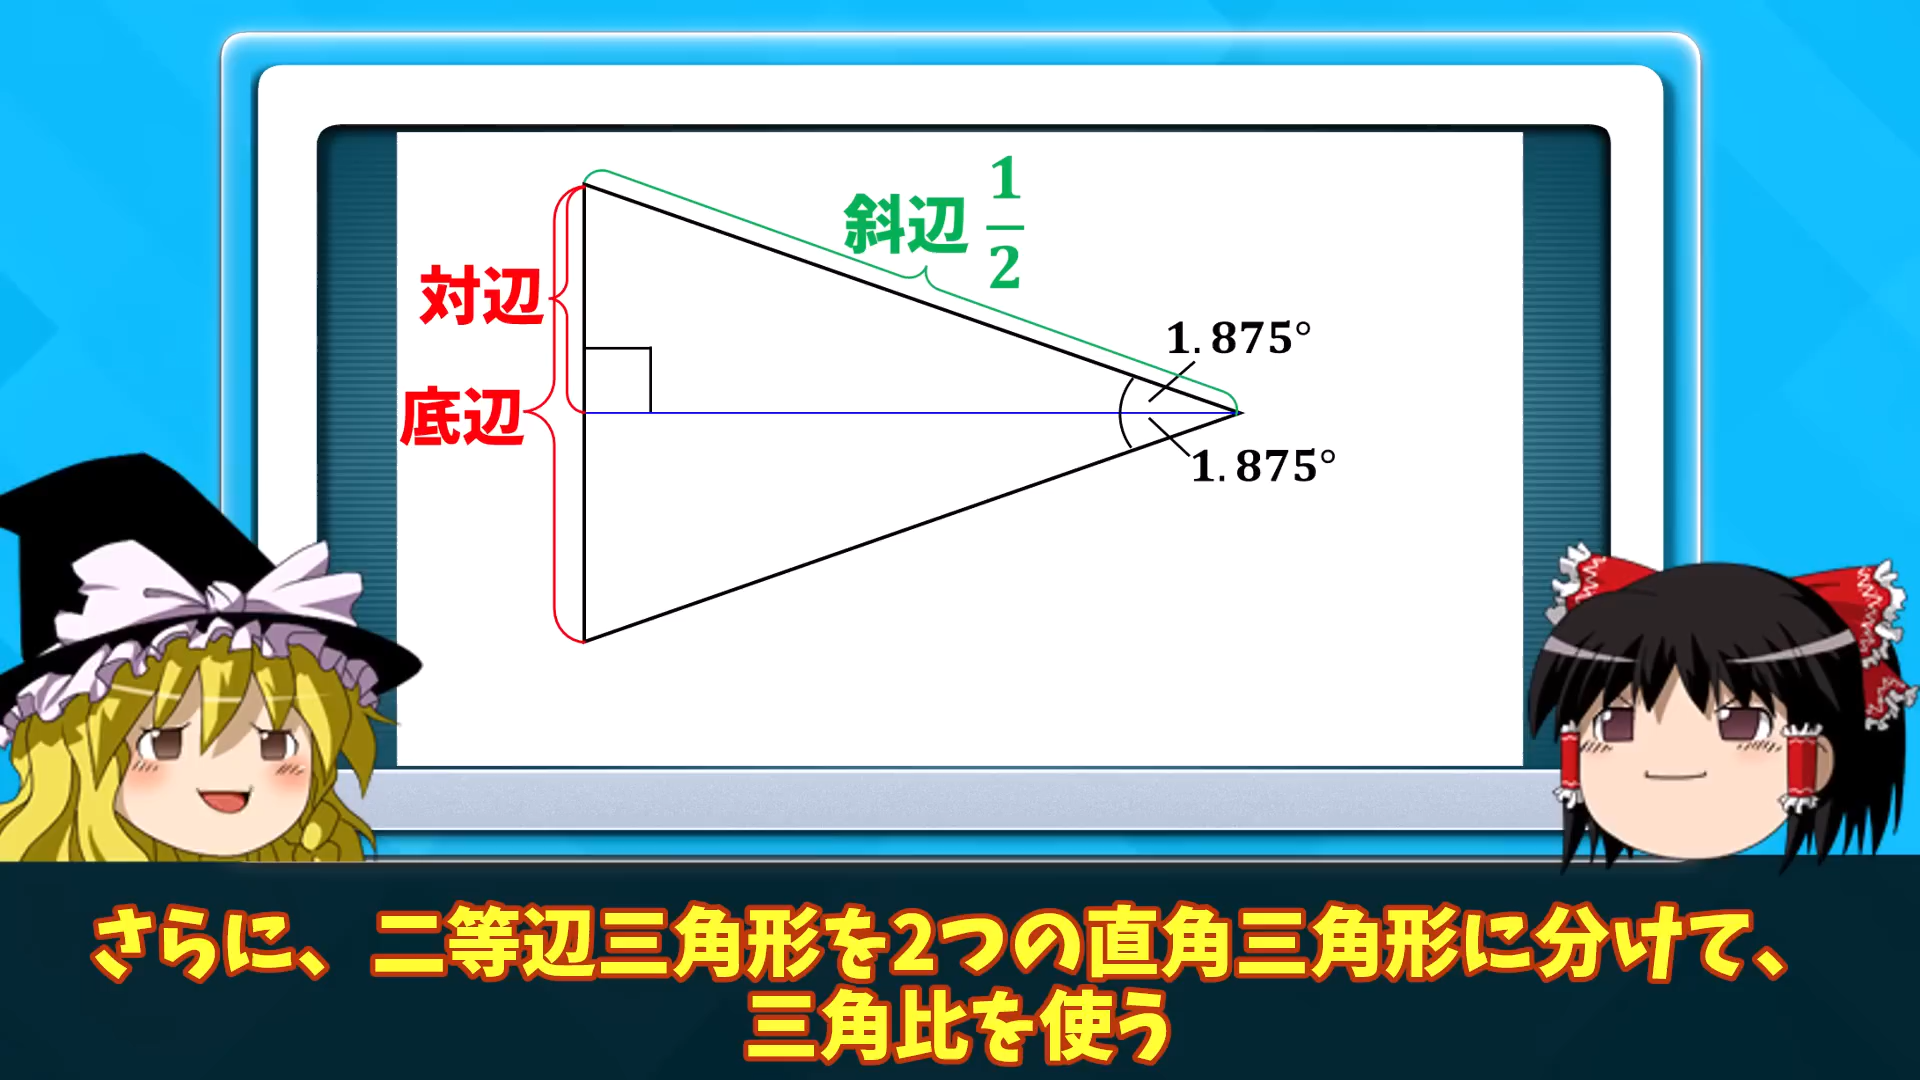 斜辺 1/2
対辺
1.875°
底辺
1.875°
さらに、二等辺三角形を2つの直角三角形に分けて、
三角比を使う